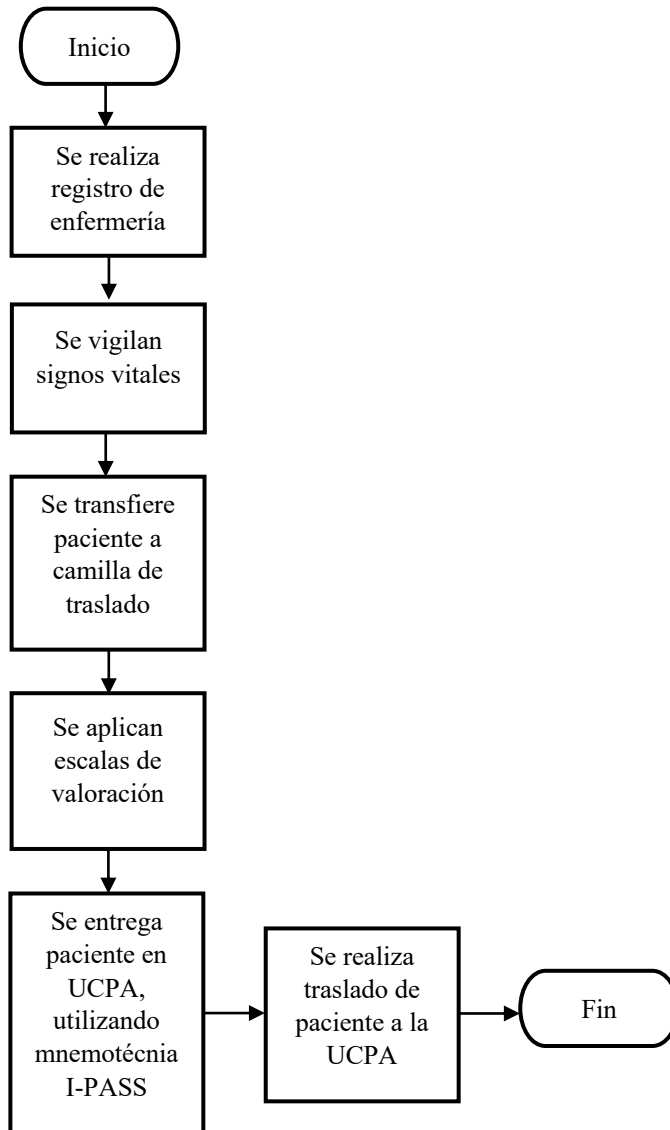 Inicio
Se realiza
registro de
enfermería
Se vigilan
signos vitales
Se transfiere
paciente a
camilla de
traslado
Se aplican
escalas de
valoración
Se entrega
paciente en
UCPA,
utilizando
mnemotécnia
I-PASS
Se realiza
traslado de
paciente a la
UCPA
Fin